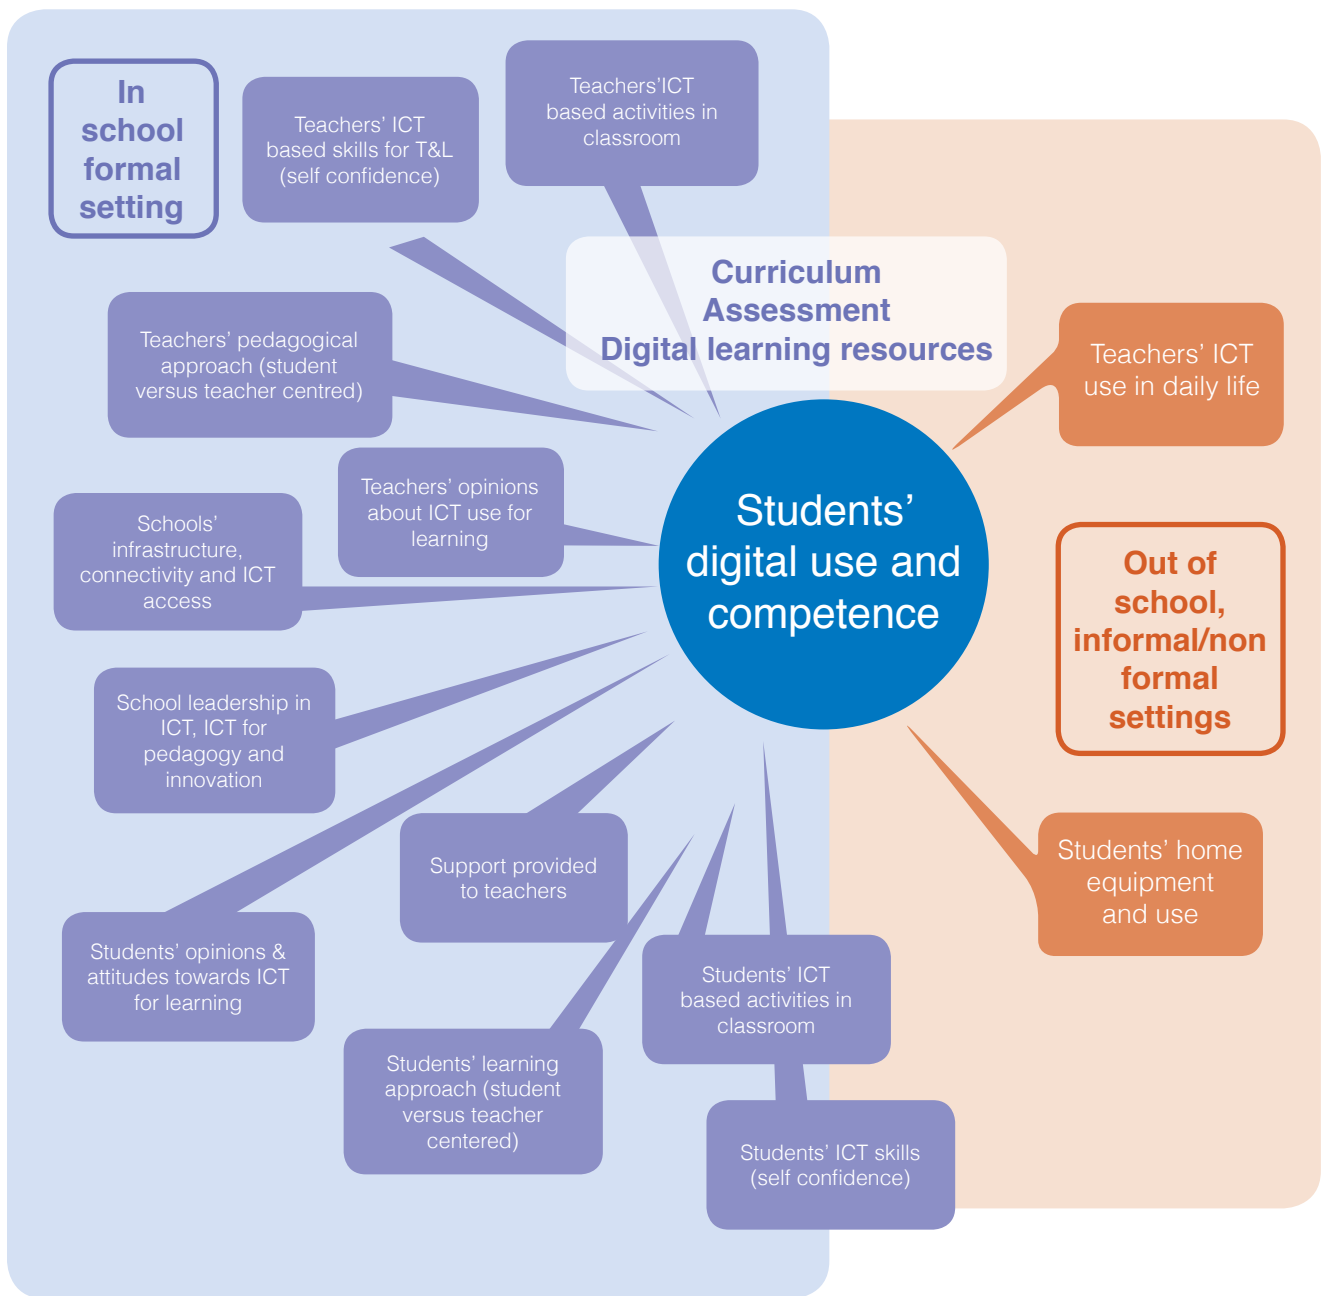 In
school
formal
setting
Teachers’ ICT
based skills for T&L
(self confidence)
Teachers’ICT
based activities in
classroom
Curriculum
Assessment
Digital learning resources
Teachers’ pedagogical
approach (student
versus teacher centred)
Teachers’ ICT
use in daily life
Teachers’ opinions
about ICT use for
learning
Schools’
infrastructure,
connectivity and ICT
access
Students’
digital use and
competence
Out of
school,
informal/non
formal
settings
School leadership in
ICT, ICT for
pedagogy and
innovation
Support provided
to teachers
Students’ home
equipment
and use
Students’ opinions &
attitudes towards ICT
for learning
Students’ ICT
based activities in
classroom
Students’ learning
approach (student
versus teacher
centered)
Students’ ICT skills
(self confidence)